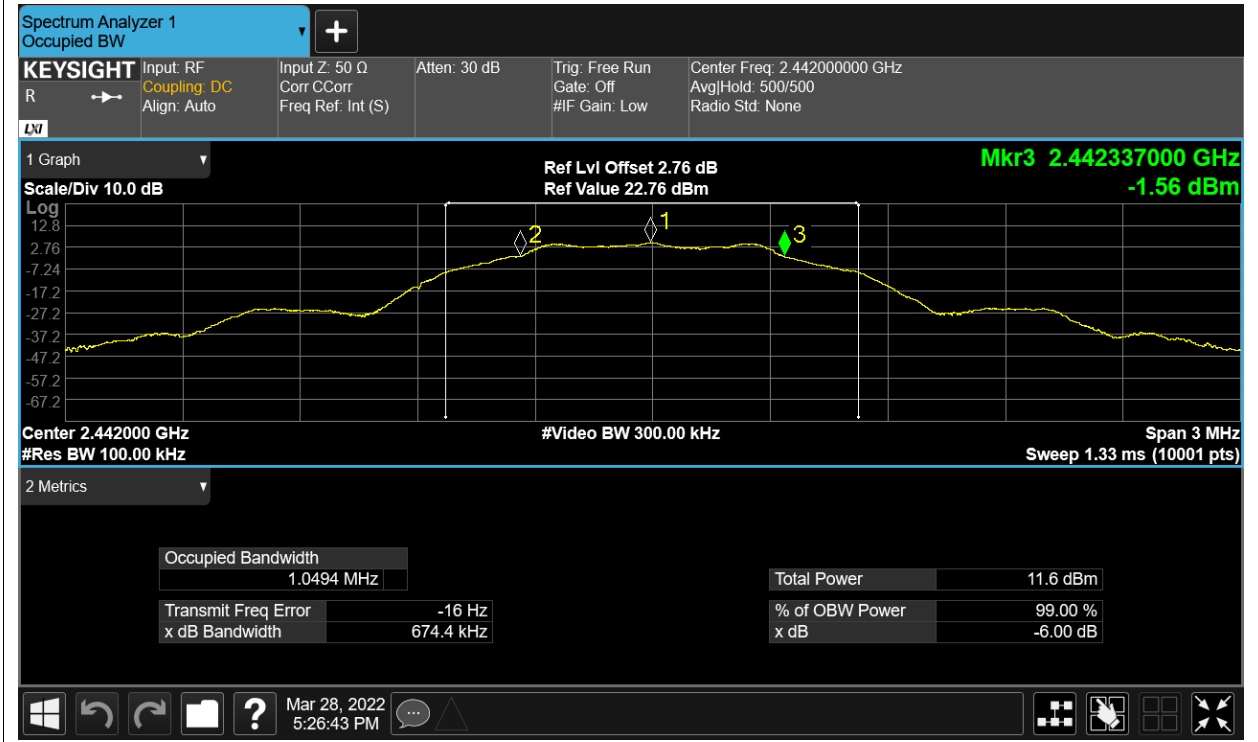 Spectrum Analyzer 1
Occupied BW
KEYSIGHT
R
LXI
Input: RF
Coupling: DC
Align: Auto
Input Z: 50 Ω
Corr CCorr
Freq Ref: Int (S)
Atten: 30 dB
Trig: Free Run
Gate: Off
#IF Gain: Low
Center Freq: 2.442000000 GHz
Avg|Hold: 500/500
Radio Std: None
1 Graph
Scale/Div 10.0 dB
Ref Lvl Offset 2.76 dB
Ref Value 22.76 dBm
Mkr3 2.442337000 GHz
-1.56 dBm
Log
12.8
2.76
-7.24
-17.2
-27.2
-37.2
-47.2
-57.2
-67.2
2
1
3
Center 2.442000 GHz
#Video BW 300.00 kHz
Span 3 MHz
#Res BW 100.00 kHz
Sweep 1.33 ms (10001 pts)
2 Metrics
Occupied Bandwidth
1.0494 MHz
Total Power 11.6 dBm
Transmit Freq Error -16 Hz
% of OBW Power 99.00 %
x dB Bandwidth 674.4 kHz
x dB -6.00 dB
?
Mar 28, 2022
5:26:43 PM